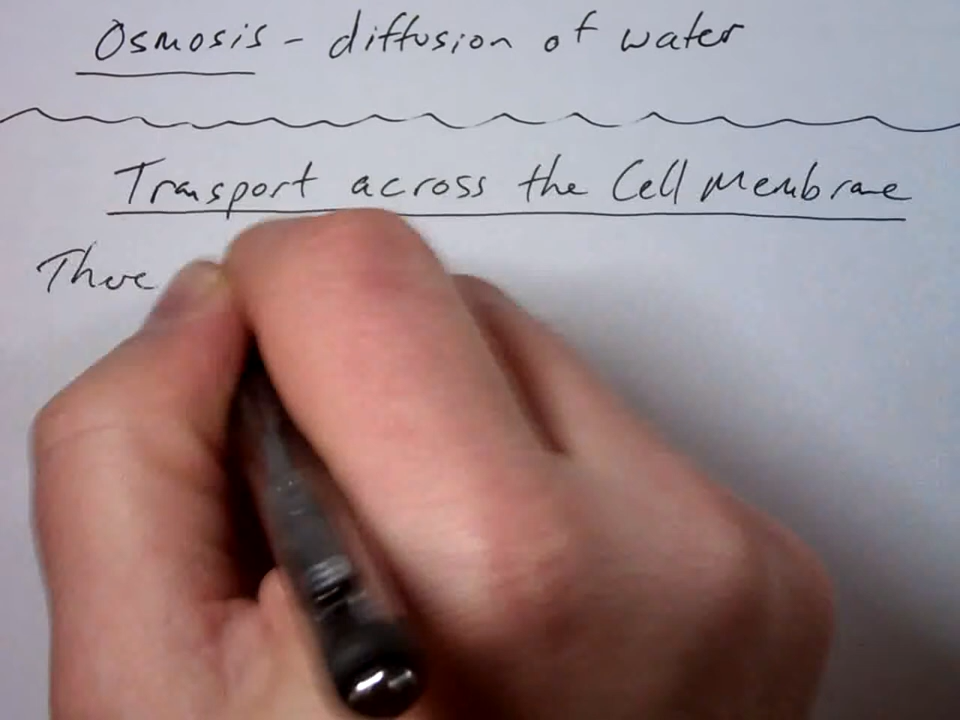 Osmosis - diffusion of water
Transport across the Cell Membrane
There